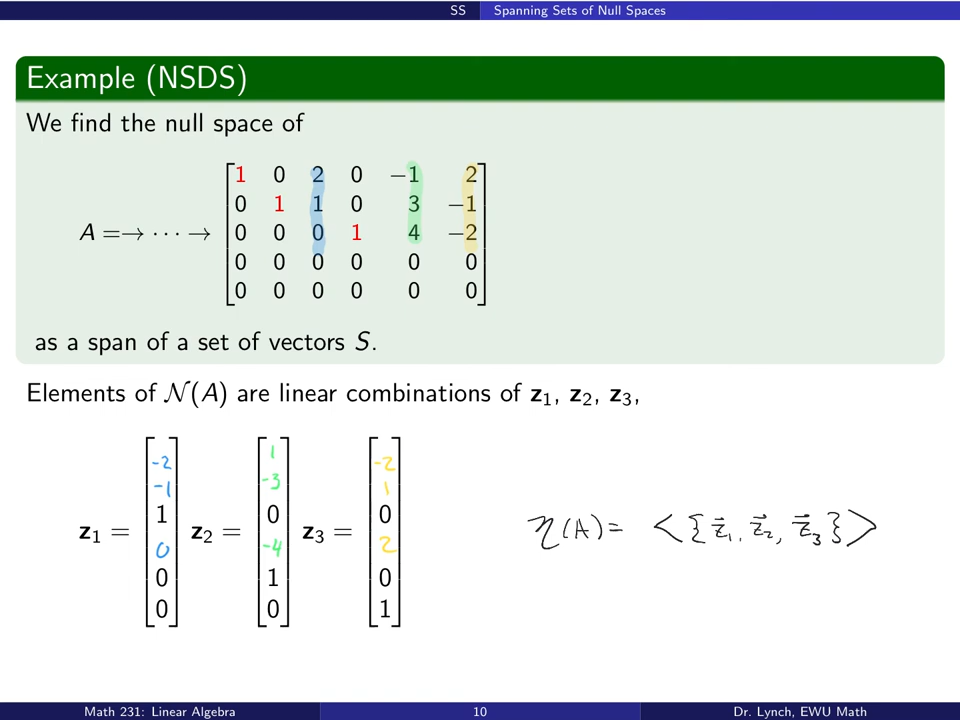 SS Spanning Sets of Null Spaces
Example (NSDS)
We find the null space of
1 0 2 0 −1 2
0 1 1 0 3 −1
A =→ ··· → 0 0 0 1 4 −2
0 0 0 0 0 0
0 0 0 0 0 0
as a span of a set of vectors S.
Elements of N(A) are linear combinations of z₁, z₂, z₃,
-2 1 -2
-1 -3 1
1 0 0
z₁ = z₂ = z₃ =
0 -4 2
0 1 0
0 0 1
η(A) = <{z⃗₁, z⃗₂, z⃗₃}>
Math 231: Linear Algebra 10 Dr. Lynch, EWU Math